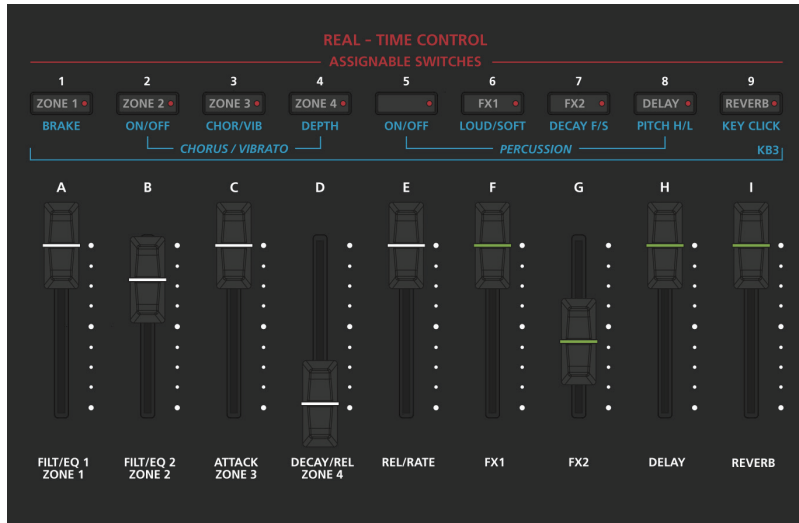 REAL - TIME CONTROL
ASSIGNABLE SWITCHES
1 2 3 4 5 6 7 8 9
ZONE 1 ZONE 2 ZONE 3 ZONE 4 FX1 FX2 DELAY REVERB
BRAKE ON/OFF CHOR/VIB DEPTH ON/OFF LOUD/SOFT DECAY F/S PITCH H/L KEY CLICK
CHORUS / VIBRATO PERCUSSION KB3
A B C D E F G H I
FILT/EQ 1 FILT/EQ 2 ATTACK DECAY/REL REL/RATE FX1 FX2 DELAY REVERB
ZONE 1 ZONE 2 ZONE 3 ZONE 4